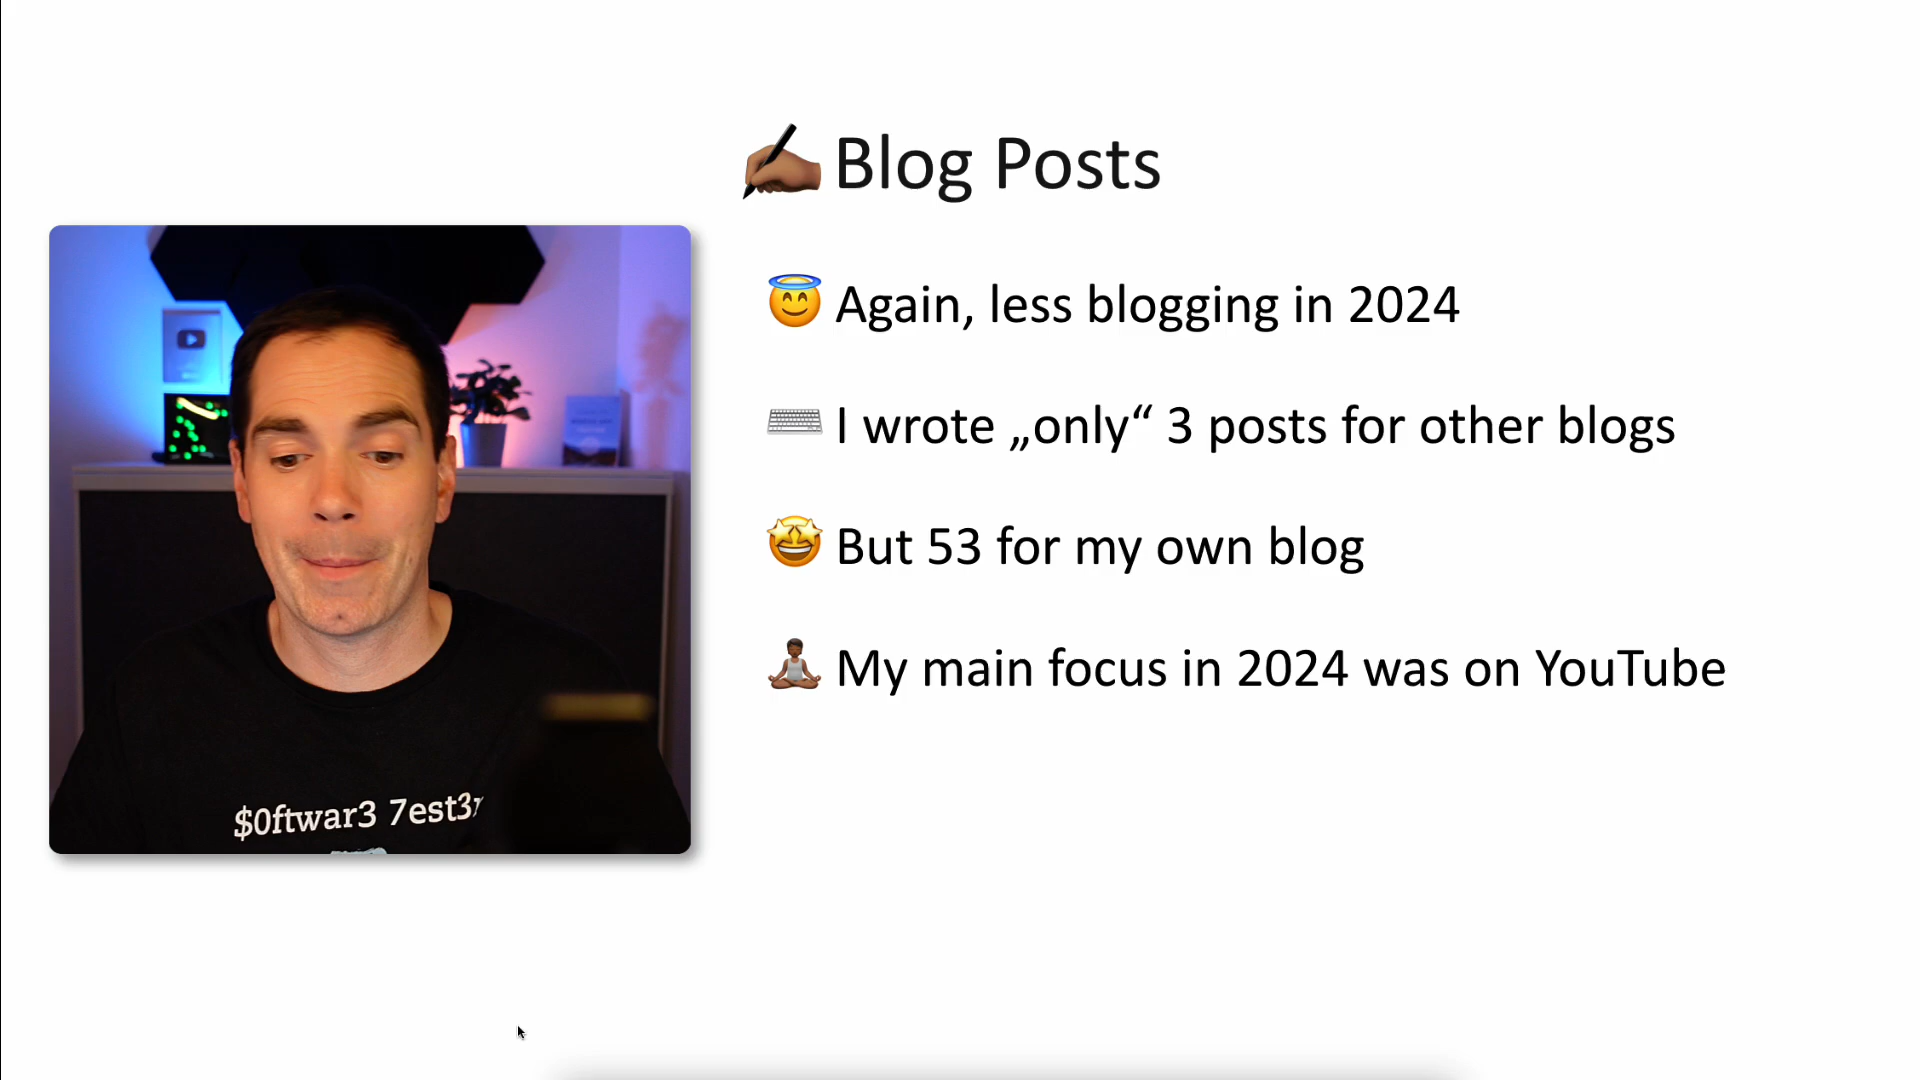 ✍🏾 Blog Posts
😇 Again, less blogging in 2024
⌨️ I wrote „only“ 3 posts for other blogs
🤩 But 53 for my own blog
🧘🏾 My main focus in 2024 was on YouTube
$0ftwar3 7est3r